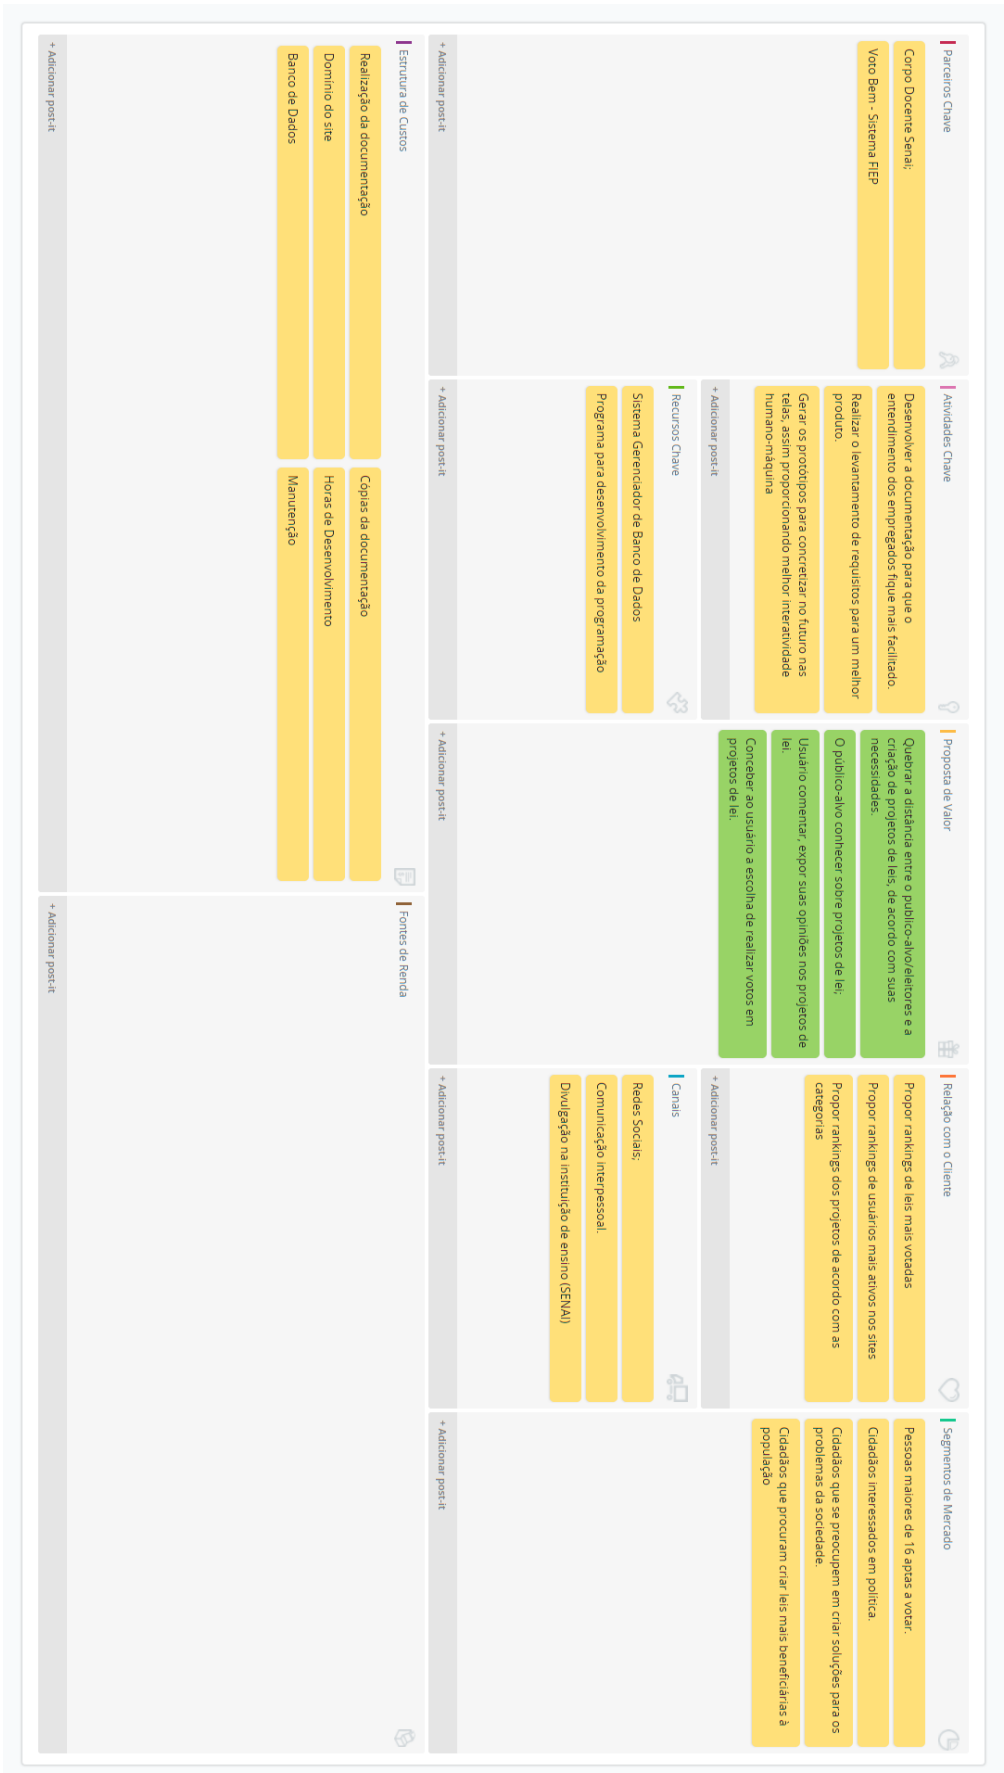 Parceiros Chave
Corpo Docente Senai;
Voto Bem - Sistema FIEP
+ Adicionar post-it
Atividades Chave
Desenvolver a documentação para que o
entendimento dos empregados fique mais facilitado.
Realizar o levantamento de requisitos para um melhor
produto.
Gerar os protótipos para concretizar no futuro nas
telas, assim proporcionando melhor interatividade
humano-máquina
+ Adicionar post-it
Recursos Chave
Sistema Gerenciador de Banco de Dados
Programa para desenvolvimento da programação
+ Adicionar post-it
Proposta de Valor
Quebrar a distância entre o publico-alvo/eleitores e a
criação de projetos de leis, de acordo com suas
necessidades.
O público-alvo conhecer sobre projetos de lei;
Usuário comentar, expor suas opiniões nos projetos de
lei.
Conceber ao usuário a escolha de realizar votos em
projetos de lei.
+ Adicionar post-it
Relação com o Cliente
Propor rankings de leis mais votadas
Propor rankings de usuários mais ativos nos sites
Propor rankings dos projetos de acordo com as
categorias
+ Adicionar post-it
Canais
Redes Sociais;
Comunicação interpessoal.
Divulgação na instituição de ensino (SENAI)
+ Adicionar post-it
Segmentos de Mercado
Pessoas maiores de 16 aptas a votar.
Cidadãos interessados em política.
Cidadãos que se preocupem em criar soluções para os
problemas da sociedade.
Cidadãos que procuram criar leis mais beneficiárias à
população
+ Adicionar post-it
Estrutura de Custos
Realização da documentação
Cópias da documentação
Domínio do site
Horas de Desenvolvimento
Banco de Dados
Manutenção
+ Adicionar post-it
Fontes de Renda
+ Adicionar post-it